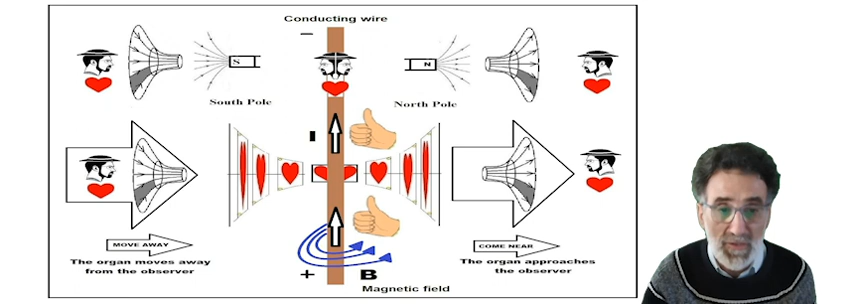 Conducting wire
−
S
N
South Pole
North Pole
I
MOVE AWAY
COME NEAR
The organ moves away
from the observer
The organ approaches
the observer
+
B
Magnetic field